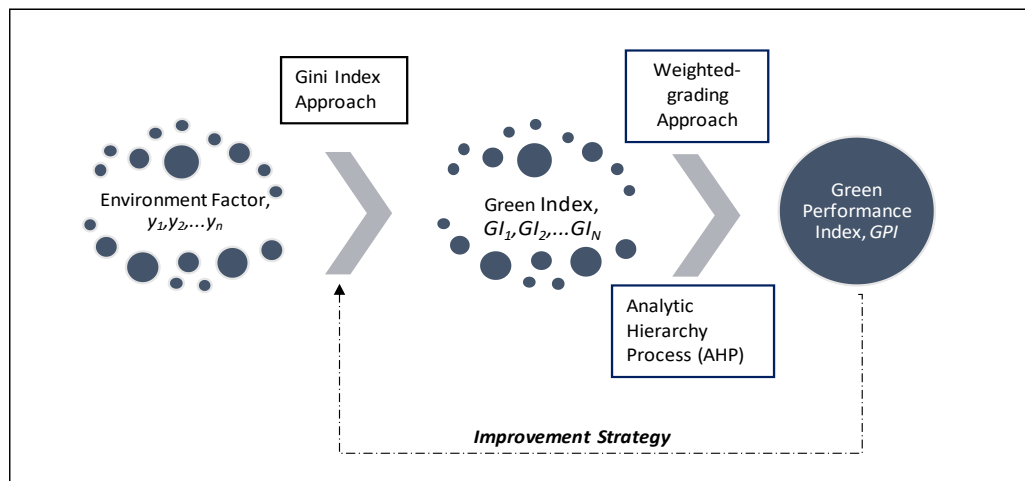 Gini Index
Approach
Weighted-
grading
Approach
Environment Factor,
y₁,y₂,...yₙ
Green Index,
GI₁,GI₂,...GI_N
Green
Performance
Index, GPI
Analytic
Hierarchy
Process (AHP)
Improvement Strategy